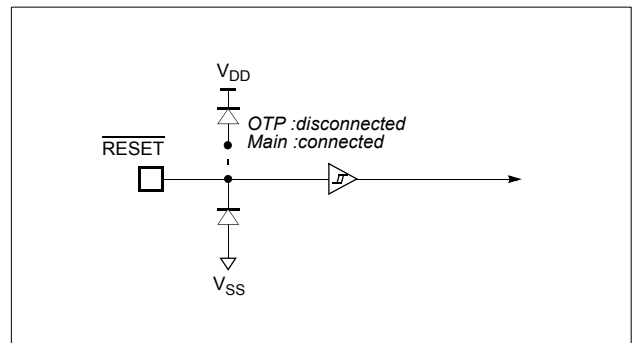 VDD
OTP :disconnected
Main :connected
RESET
VSS